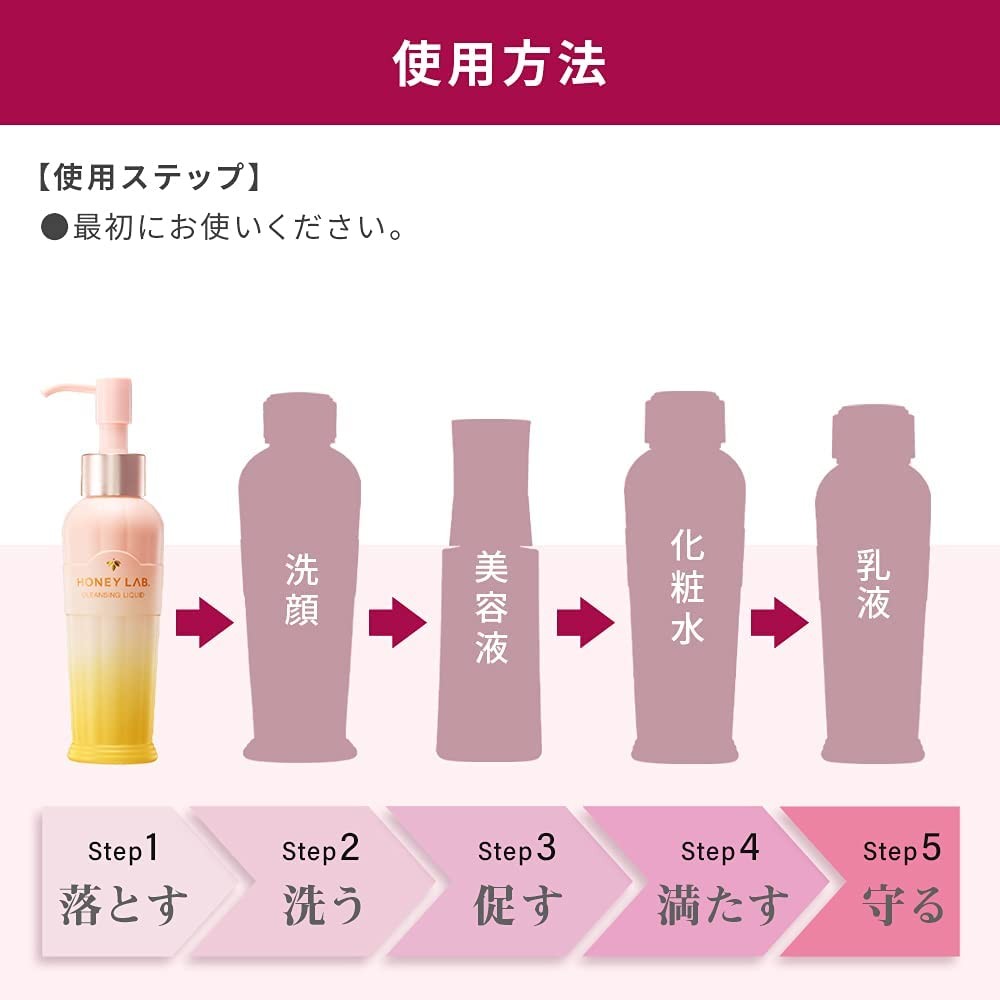 使用方法
【使用ステップ】
●最初にお使いください。
HONEY LAB.
CLEANSING LIQUID
洗顔
美容液
化粧水
乳液
Step1
落とす
Step2
洗う
Step3
促す
Step4
満たす
Step5
守る